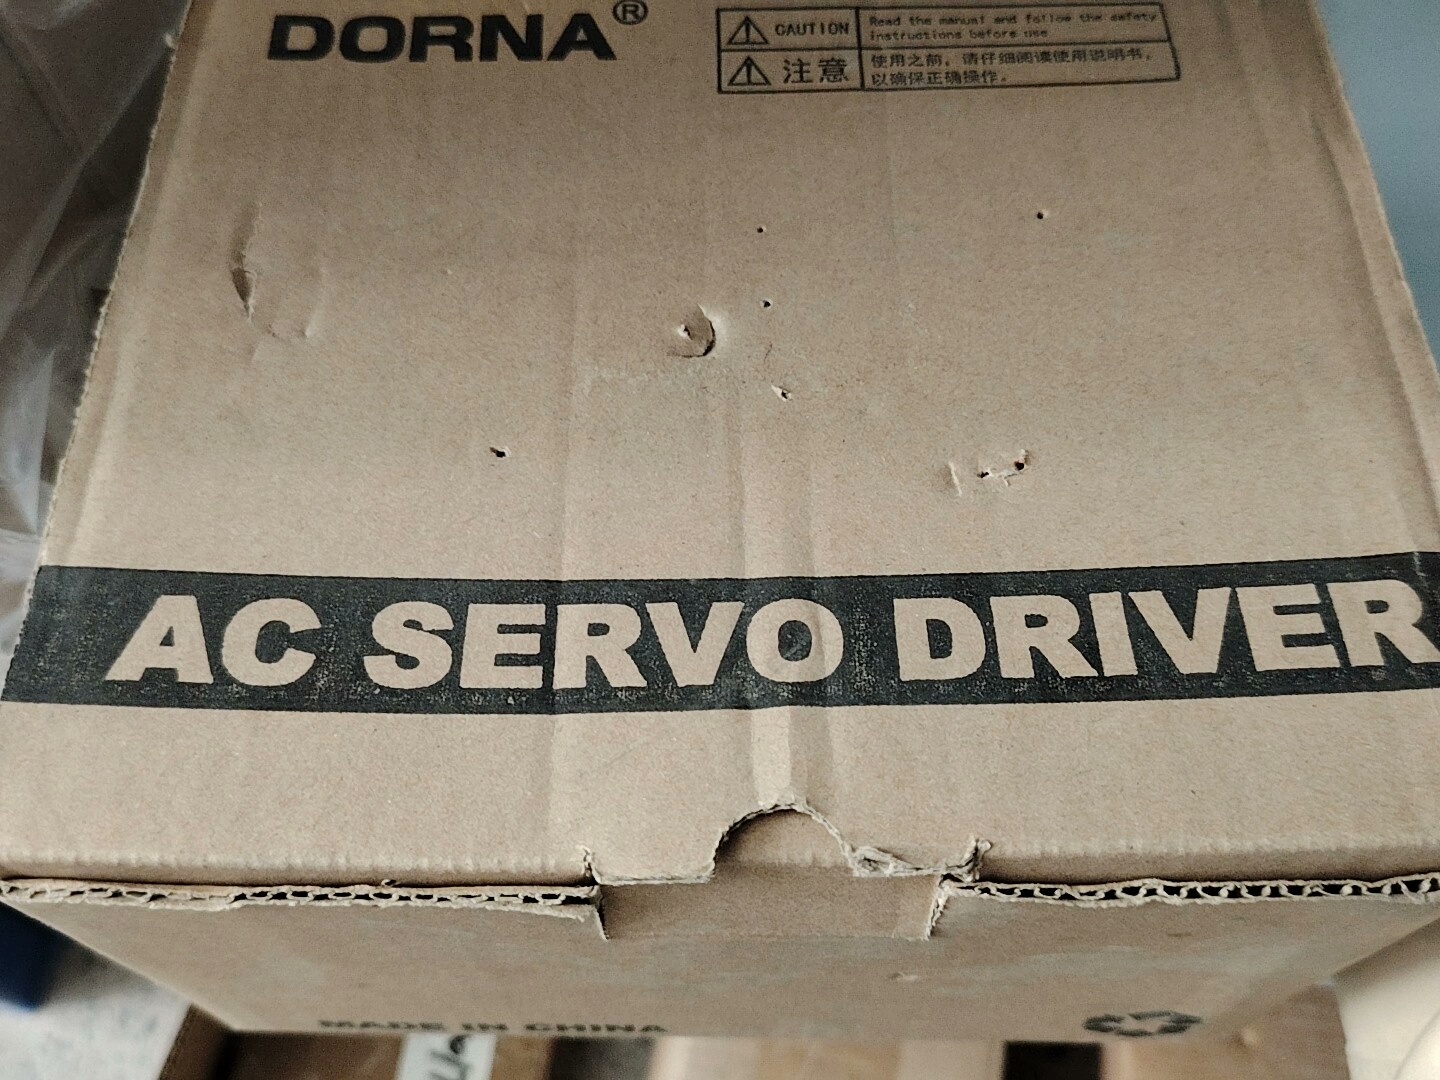 DORNA®
CAUTION
Read the manual and follow the safety
instructions before use
注意
使用之前，请仔细阅读使用说明书，
以确保正确操作。
AC SERVO DRIVER
MADE IN CHINA